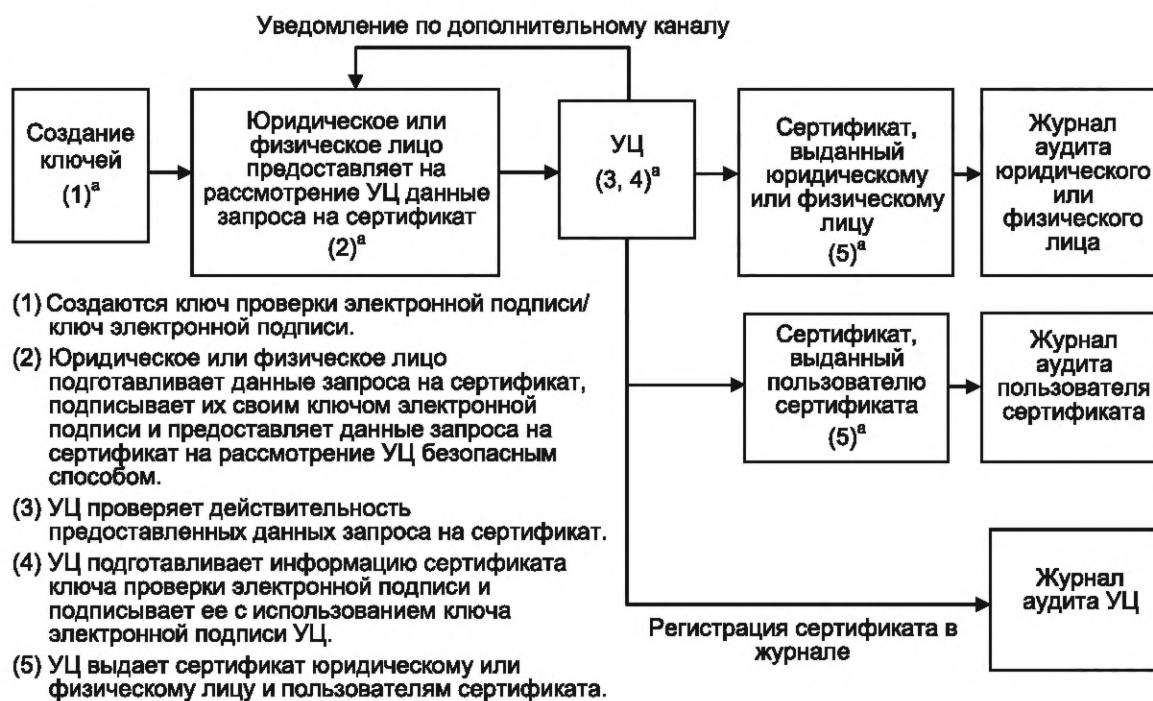 Уведомление по дополнительному каналу
Создание
ключей
(1)ª
Юридическое или
физическое лицо
предоставляет на
рассмотрение УЦ данные
запроса на сертификат
(2)ª
УЦ
(3, 4)ª
Сертификат,
выданный
юридическому
или физическому
лицу
(5)ª
Журнал
аудита
юридического
или
физического
лица
(1) Создаются ключ проверки электронной подписи/
ключ электронной подписи.
(2) Юридическое или физическое лицо
подготавливает данные запроса на сертификат,
подписывает их своим ключом электронной
подписи и предоставляет данные запроса на
сертификат на рассмотрение УЦ безопасным
способом.
(3) УЦ проверяет действительность
предоставленных данных запроса на сертификат.
(4) УЦ подготавливает информацию сертификата
ключа проверки электронной подписи и
подписывает ее с использованием ключа
электронной подписи УЦ.
(5) УЦ выдает сертификат юридическому или
физическому лицу и пользователям сертификата.
Сертификат,
выданный
пользователю
сертификата
(5)ª
Журнал
аудита
пользователя
сертификата
Журнал
аудита УЦ
Регистрация сертификата в
журнале